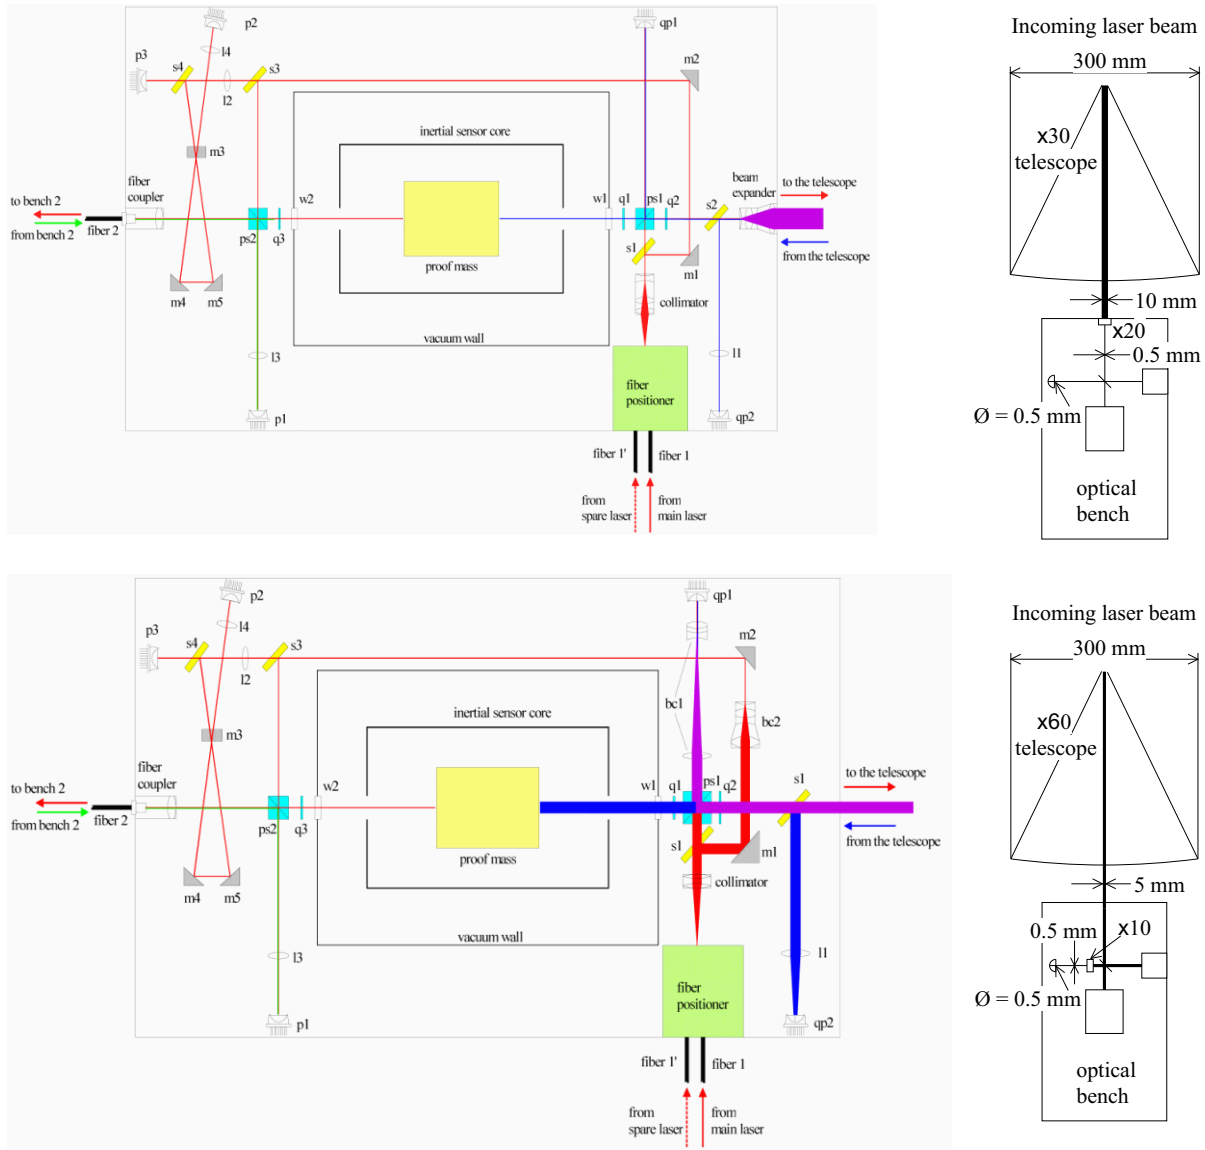 p2
qp1
p3
s4
l4
s3
l2
m2
inertial sensor core
m3
fiber
coupler
w2
w1
q1
ps1
q2
beam
expander
to the telescope
s2
to bench 2
from bench 2
fiber 2
ps2
q3
proof mass
s1
m1
from the telescope
m4
m5
collimator
vacuum wall
l3
l1
fiber
positioner
p1
qp2
fiber 1'
fiber 1
from
spare laser
from
main laser
Incoming laser beam
300 mm
x30
telescope
10 mm
x20
0.5 mm
Ø = 0.5 mm
optical
bench
p2
qp1
p3
s4
l4
s3
l2
m2
bc1
bc2
inertial sensor core
m3
fiber
coupler
w2
w1
q1
ps1
q2
s1
to the telescope
to bench 2
from bench 2
fiber 2
ps2
q3
proof mass
s1
m1
from the telescope
m4
m5
collimator
vacuum wall
l3
l1
fiber
positioner
p1
qp2
fiber 1'
fiber 1
from
spare laser
from
main laser
Incoming laser beam
300 mm
x60
telescope
5 mm
0.5 mm
x10
Ø = 0.5 mm
optical
bench